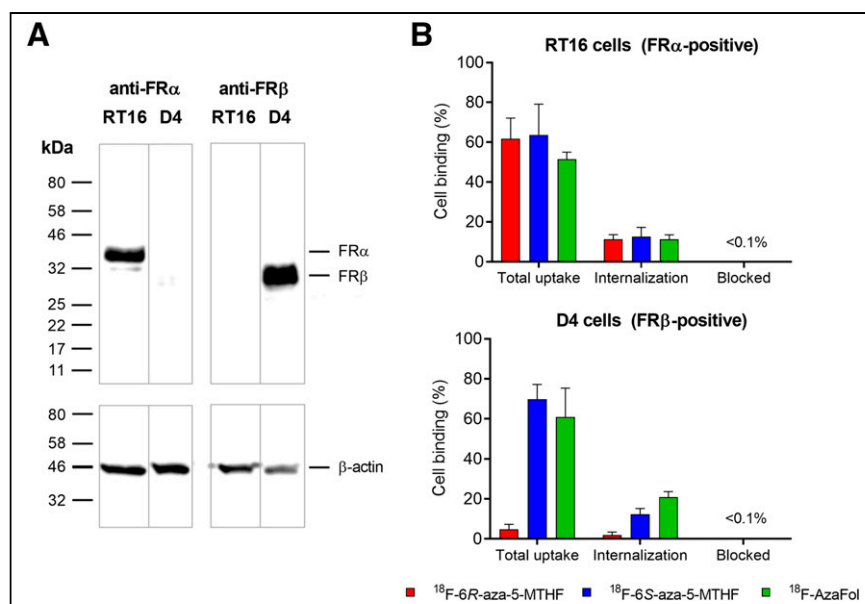 A
anti-FRα anti-FRβ
RT16 D4 RT16 D4
kDa
80
58
46
32
25
22
17
11
FRα
FRβ
80
58
46
32
β-actin
B
RT16 cells (FRα-positive)
Cell binding (%)
100
80
60
40
20
0
<0.1%
Total uptake Internalization Blocked
D4 cells (FRβ-positive)
Cell binding (%)
100
80
60
40
20
0
<0.1%
Total uptake Internalization Blocked
¹⁸F-6R-aza-5-MTHF ¹⁸F-6S-aza-5-MTHF ¹⁸F-AzaFol